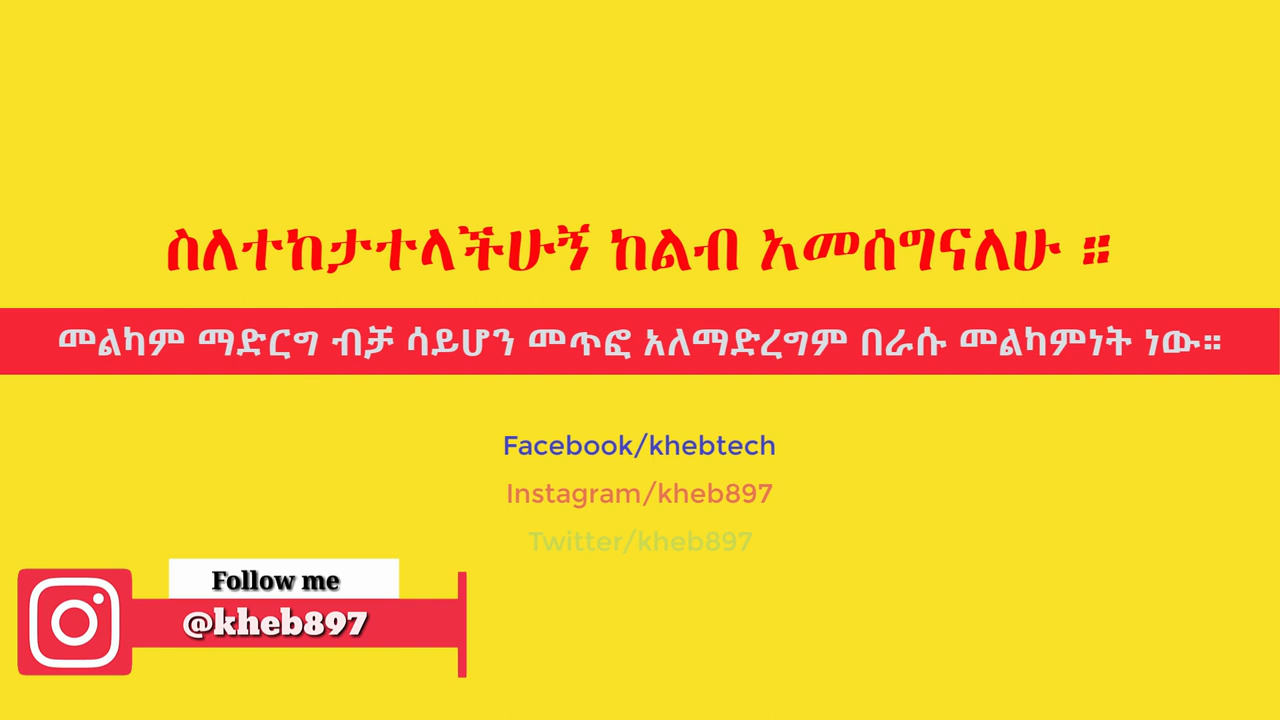 ስለተከታተላችሁኝ ከልብ አመሰግናለሁ ።
መልካም ማድርግ ብቻ ሳይሆን መጥፎ አለማድረግም በራሱ መልካምነት ነው።
Facebook/khebtech
Instagram/kheb897
Twitter/kheb897
Follow me
@kheb897